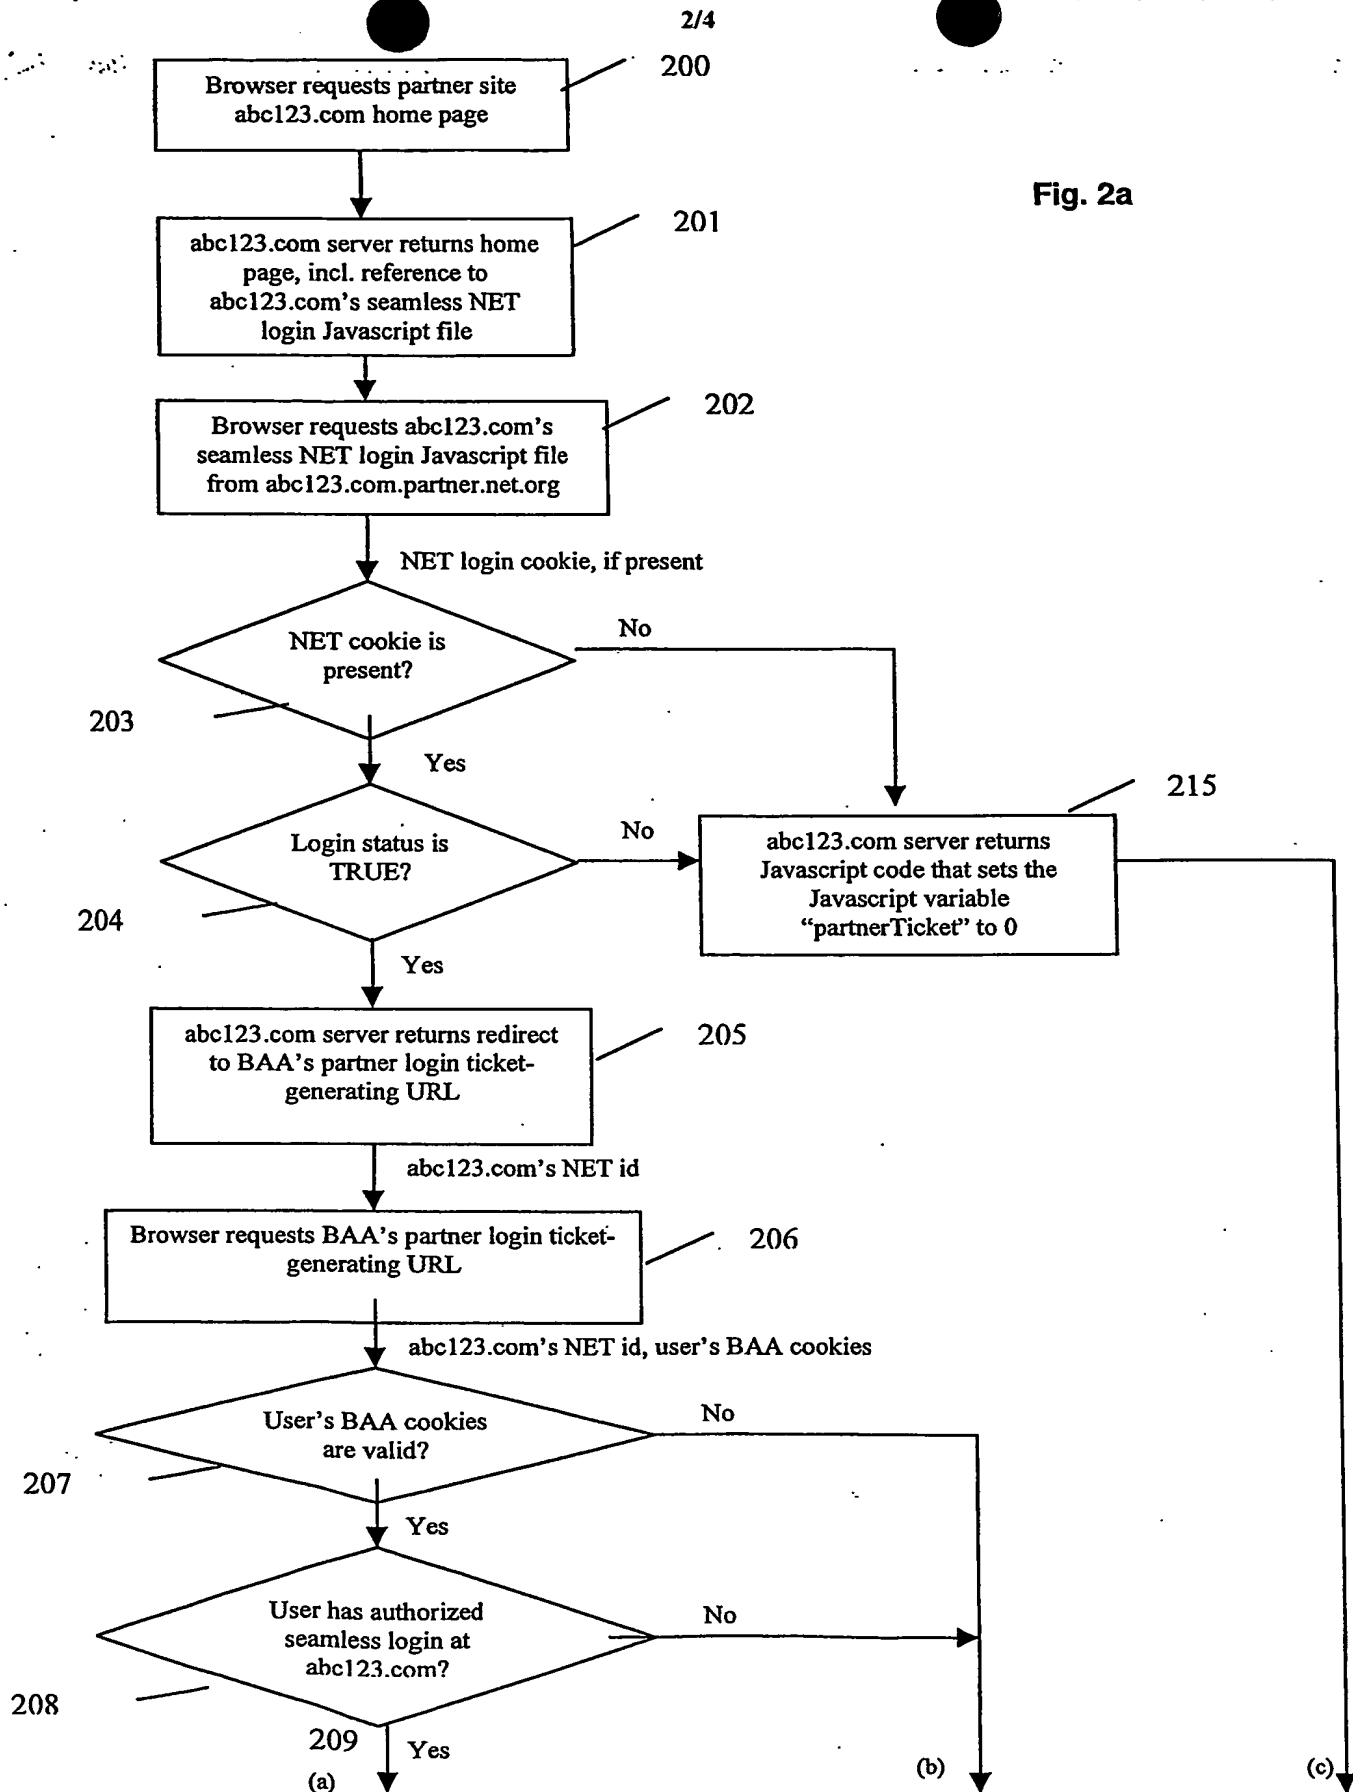 2/4
200
Browser requests partner site
abc123.com home page
Fig. 2a
201
abc123.com server returns home
page, incl. reference to
abc123.com's seamless NET
login Javascript file
202
Browser requests abc123.com's
seamless NET login Javascript file
from abc123.com.partner.net.org
NET login cookie, if present
No
NET cookie is
present?
203
Yes
215
Login status is
TRUE?
No
abc123.com server returns
Javascript code that sets the
Javascript variable
“partnerTicket” to 0
204
Yes
abc123.com server returns redirect
to BAA's partner login ticket-
generating URL
205
abc123.com's NET id
Browser requests BAA's partner login ticket-
generating URL
206
abc123.com's NET id, user's BAA cookies
No
User's BAA cookies
are valid?
207
Yes
User has authorized
seamless login at
abc123.com?
No
208
209
Yes
(a)
(b)
(c)